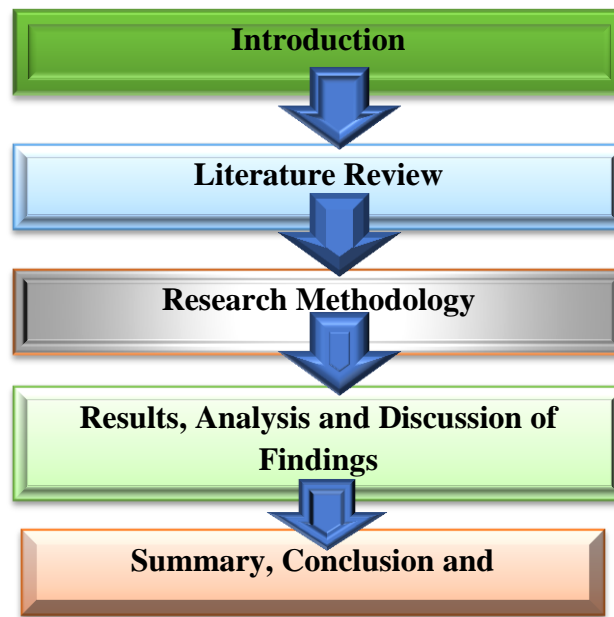 Introduction
Literature Review
Research Methodology
Results, Analysis and Discussion of
Findings
Summary, Conclusion and